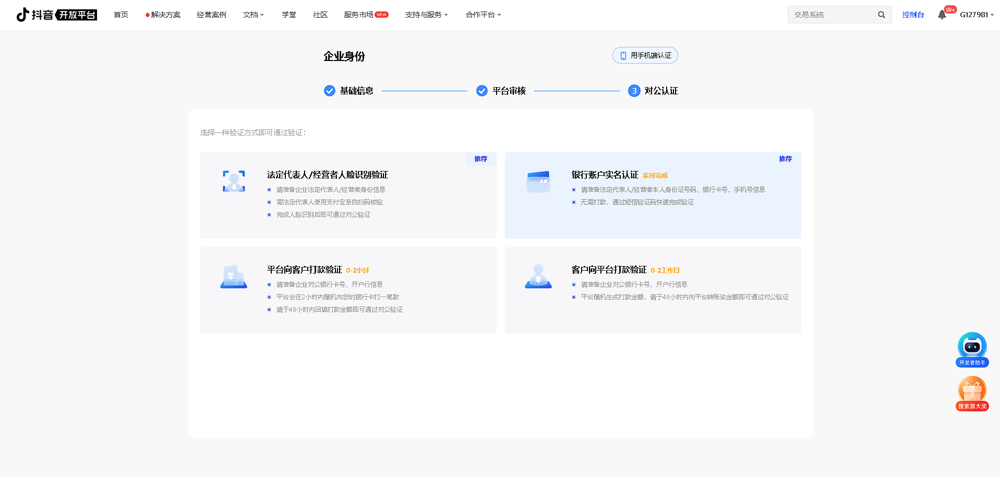 抖音 开放平台 首页 解决方案 经营案例 文档 学堂 社区 服务市场 NEW 支持与服务 合作平台 交易系统 控制台 99+ G127981
企业身份 用手机端认证
基础信息 平台审核 3 对公认证
选择一种验证方式即可通过验证：
推荐
法定代表人/经营者人脸识别验证
请准备企业法定代表人/经营者身份信息
需法定代表人使用支付宝亲自扫码核验
完成人脸识别后即可通过对公验证
推荐
银行账户实名认证 实时完成
请准备法定代表人/经营者本人身份证号码、银行卡号、手机号信息
无需打款，通过短信验证码快速完成验证
平台向客户打款验证 0-2小时
请准备企业对公银行卡号、开户行信息
平台会在2小时内随机向您的银行卡打一笔款
请于48小时内回填打款金额即可通过对公验证
客户向平台打款验证 0-2工作日
请准备企业对公银行卡号、开户行信息
平台随机生成打款金额，请于48小时内向平台转账该金额即可通过对公验证
开发者助手
搜索赢大奖